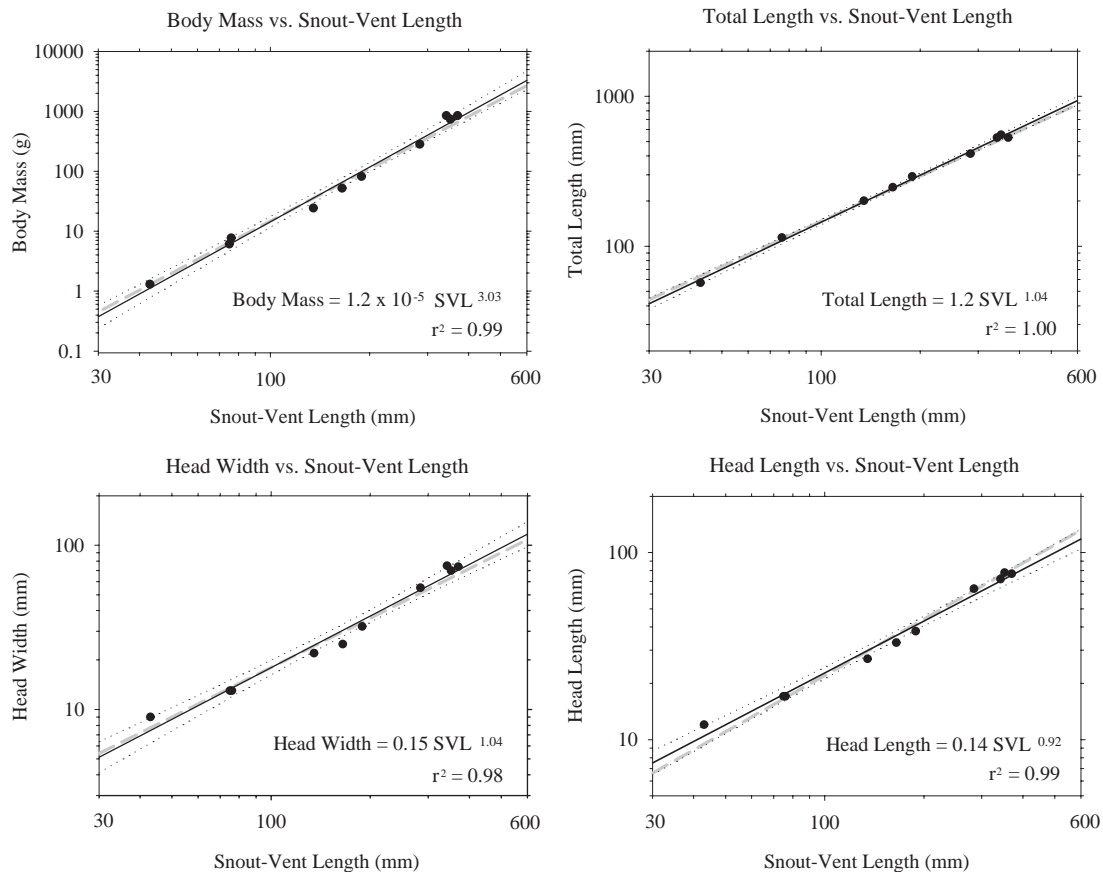 Body Mass vs. Snout-Vent Length
10000
1000
100
10
1
0.1
Body Mass (g)
Body Mass = 1.2 x 10⁻⁵ SVL ³·⁰³
r² = 0.99
30 100 600
Snout-Vent Length (mm)
Total Length vs. Snout-Vent Length
1000
100
Total Length (mm)
Total Length = 1.2 SVL ¹·⁰⁴
r² = 1.00
30 100 600
Snout-Vent Length (mm)
Head Width vs. Snout-Vent Length
100
10
Head Width (mm)
Head Width = 0.15 SVL ¹·⁰⁴
r² = 0.98
30 100 600
Snout-Vent Length (mm)
Head Length vs. Snout-Vent Length
100
10
Head Length (mm)
Head Length = 0.14 SVL ⁰·⁹²
r² = 0.99
30 100 600
Snout-Vent Length (mm)